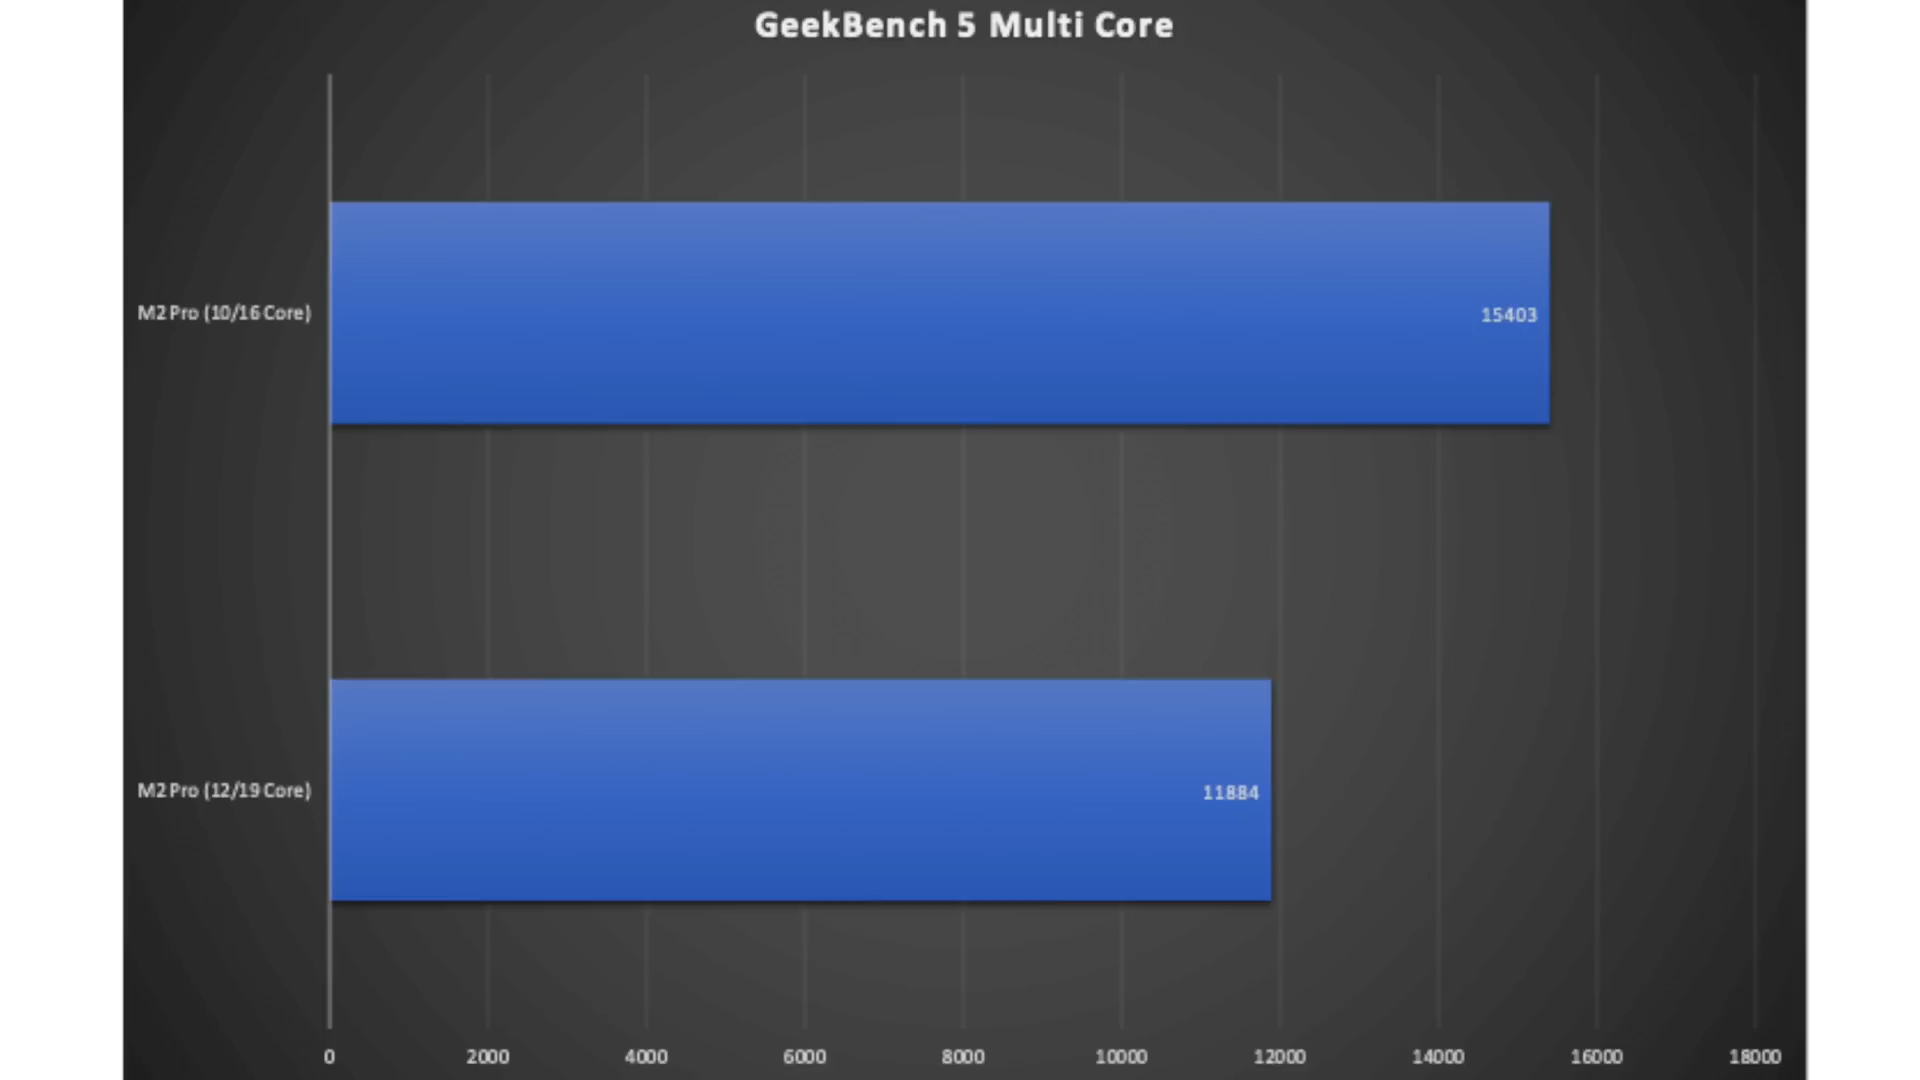 GeekBench 5 Multi Core
M2 Pro (10/16 Core)
15403
M2 Pro (12/19 Core)
11884
0 2000 4000 6000 8000 10000 12000 14000 16000 18000